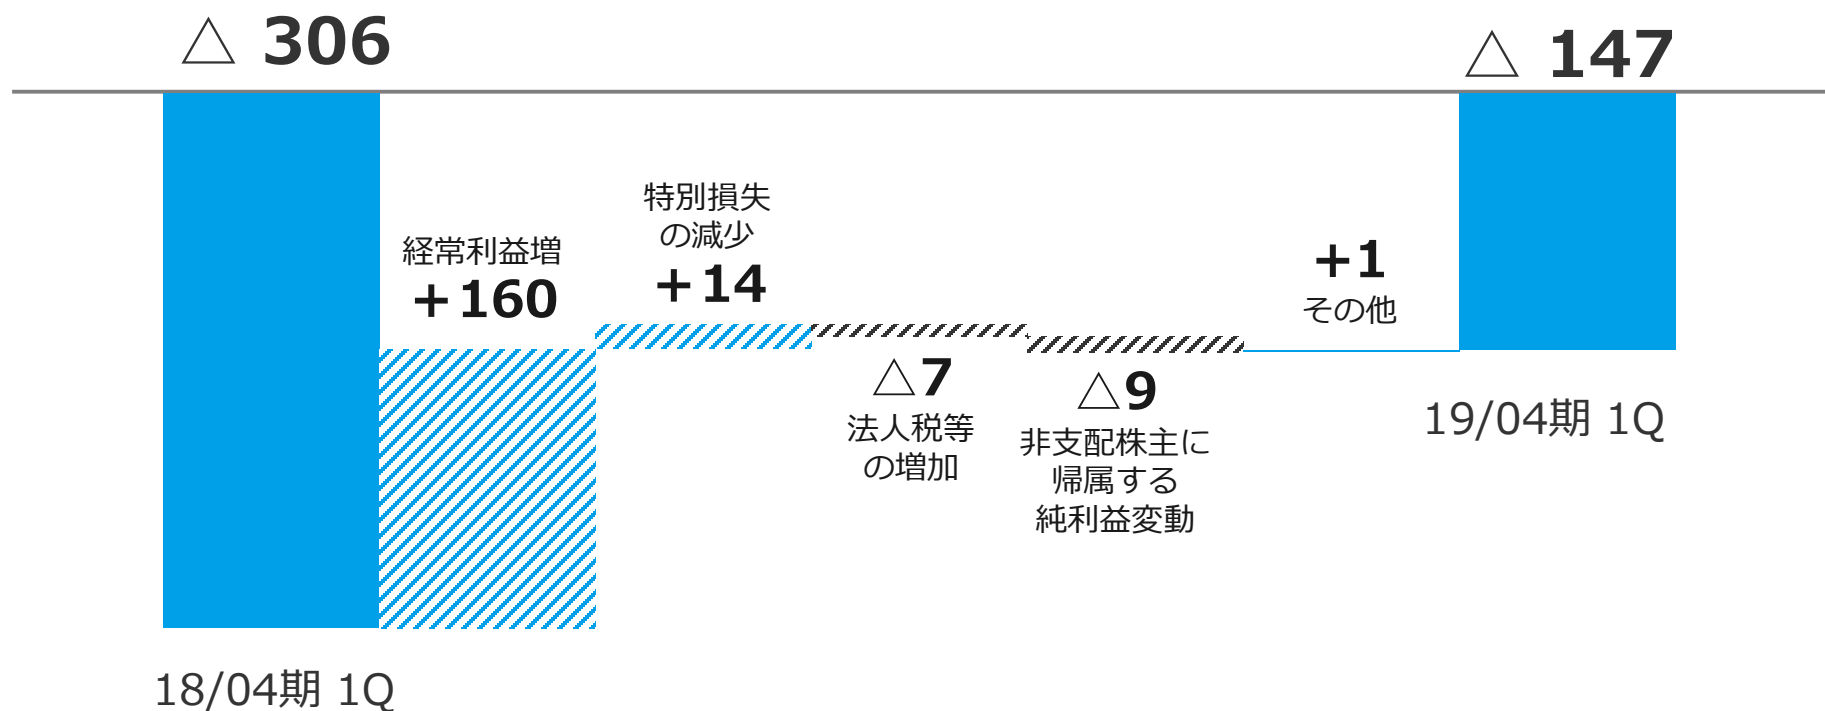 △ 306
△ 147
経常利益増
+160
特別損失
の減少
+14
△7
法人税等
の増加
△9
非支配株主に
帰属する
純利益変動
+1
その他
18/04期 1Q
19/04期 1Q